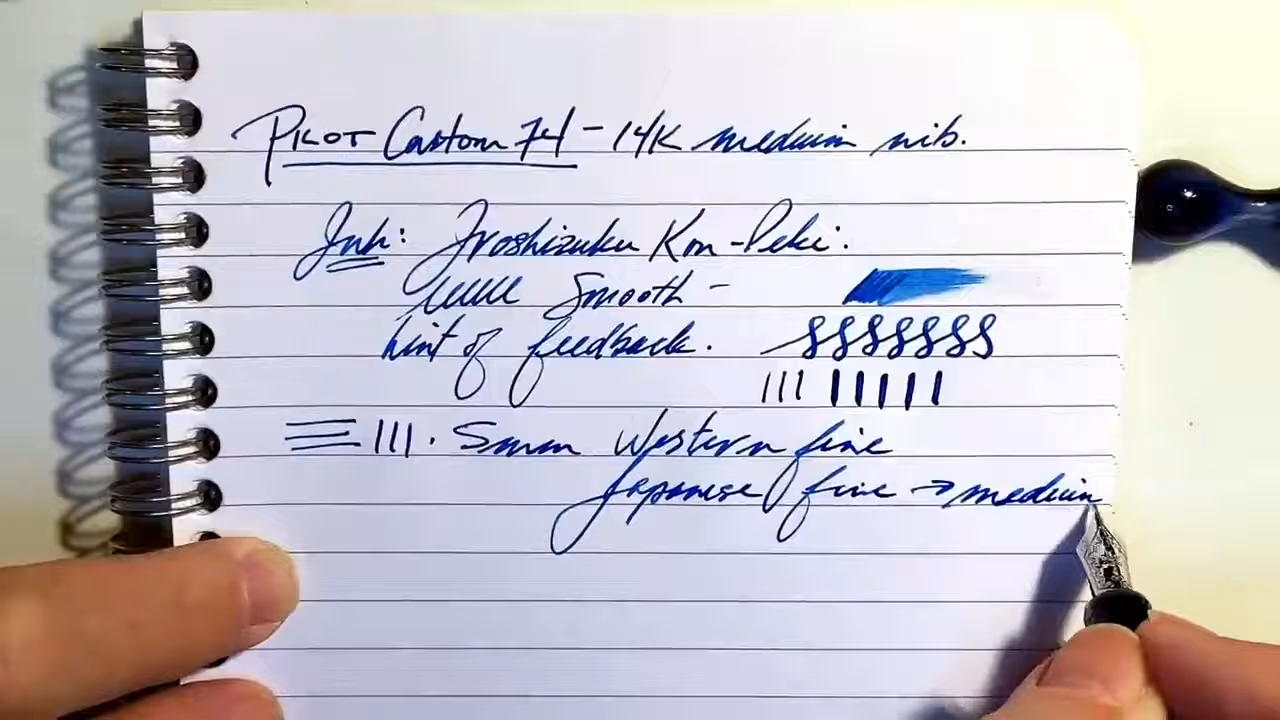 PILOT Custom 74 - 14K medium nib.
Ink: Iroshizuku Kon-Peki.
Smooth -
hint of feedback.
5mm Western fine
Japanese fine → medium